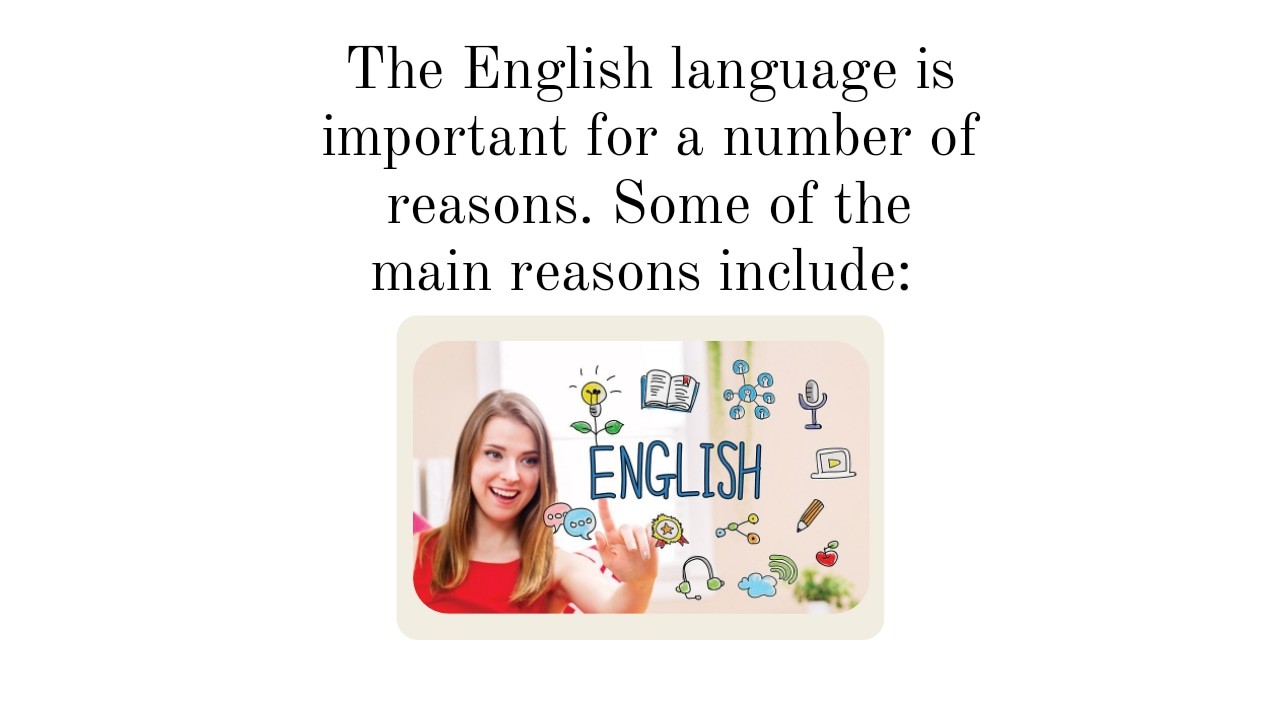 The English language is
important for a number of
reasons. Some of the
main reasons include:
ENGLISH